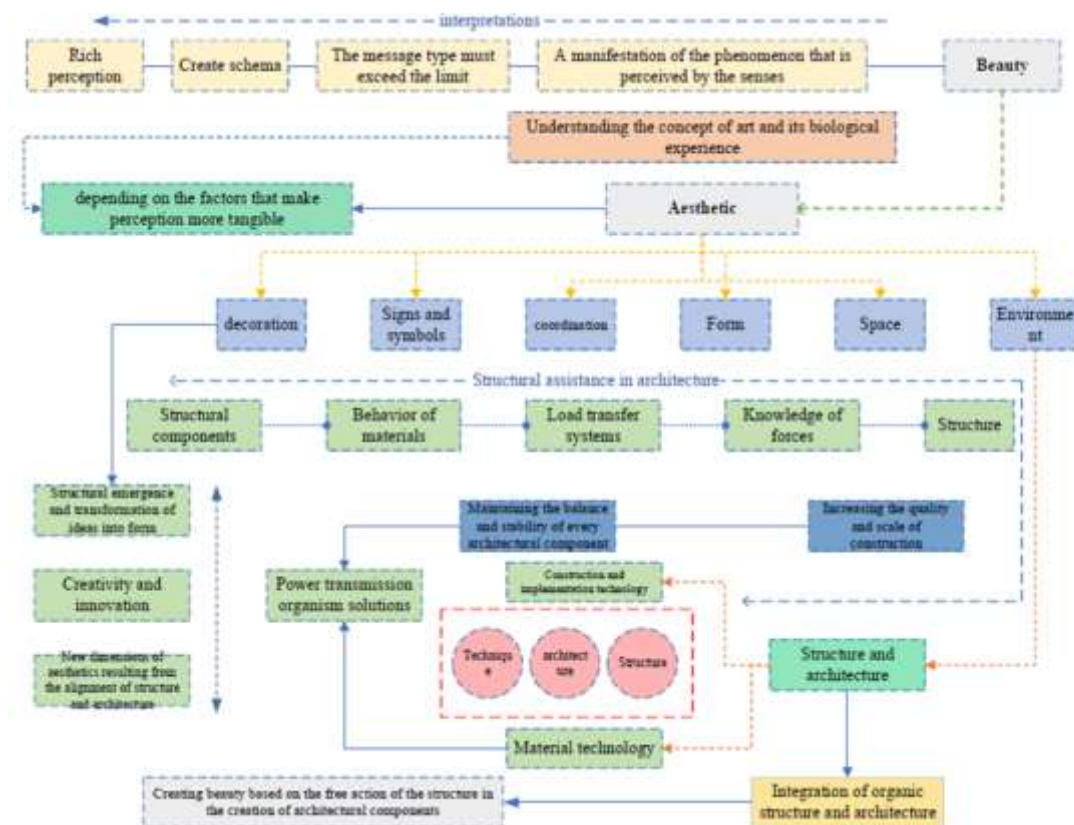 interpretations
Rich
perception
Create schema
The message type must
exceed the limit
A manifestation of the phenomenon that is
perceived by the senses
Beauty
Understanding the concept of art and its biological
experience
depending on the factors that make
perception more tangible
Aesthetic
decoration
Signs and
symbols
coordination
Form
Space
Environme
nt
Structural assistance in architecture
Structural
components
Behavior of
materials
Load transfer
systems
Knowledge of
forces
Structure
Structural emergence
and transformation of
ideas into form
Maintaining the balance
and stability of every
architectural component
Increasing the quality
and scale of
construction
Creativity and
innovation
Power transmission
organism solutions
Construction and
implementation technology
New dimensions of
aesthetics resulting from
the alignment of structure
and architecture
Techniqu
e
architect
ure
Structure
Structure and
architecture
Material technology
Creating beauty based on the free action of the structure in
the creation of architectural components
Integration of organic
structure and architecture